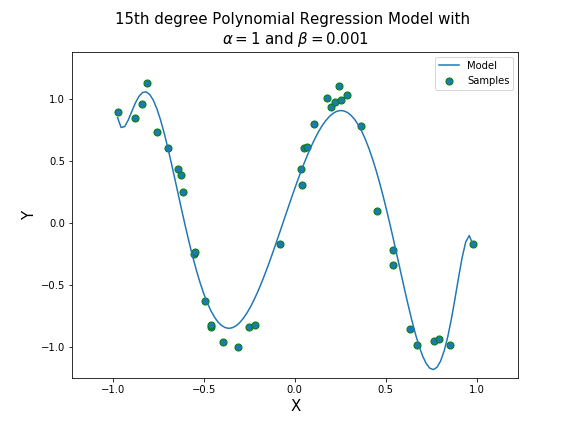 15th degree Polynomial Regression Model with
α = 1 and β = 0.001
Model
Samples
1.0
0.5
0.0
−0.5
−1.0
Y
−1.0 −0.5 0.0 0.5 1.0
X